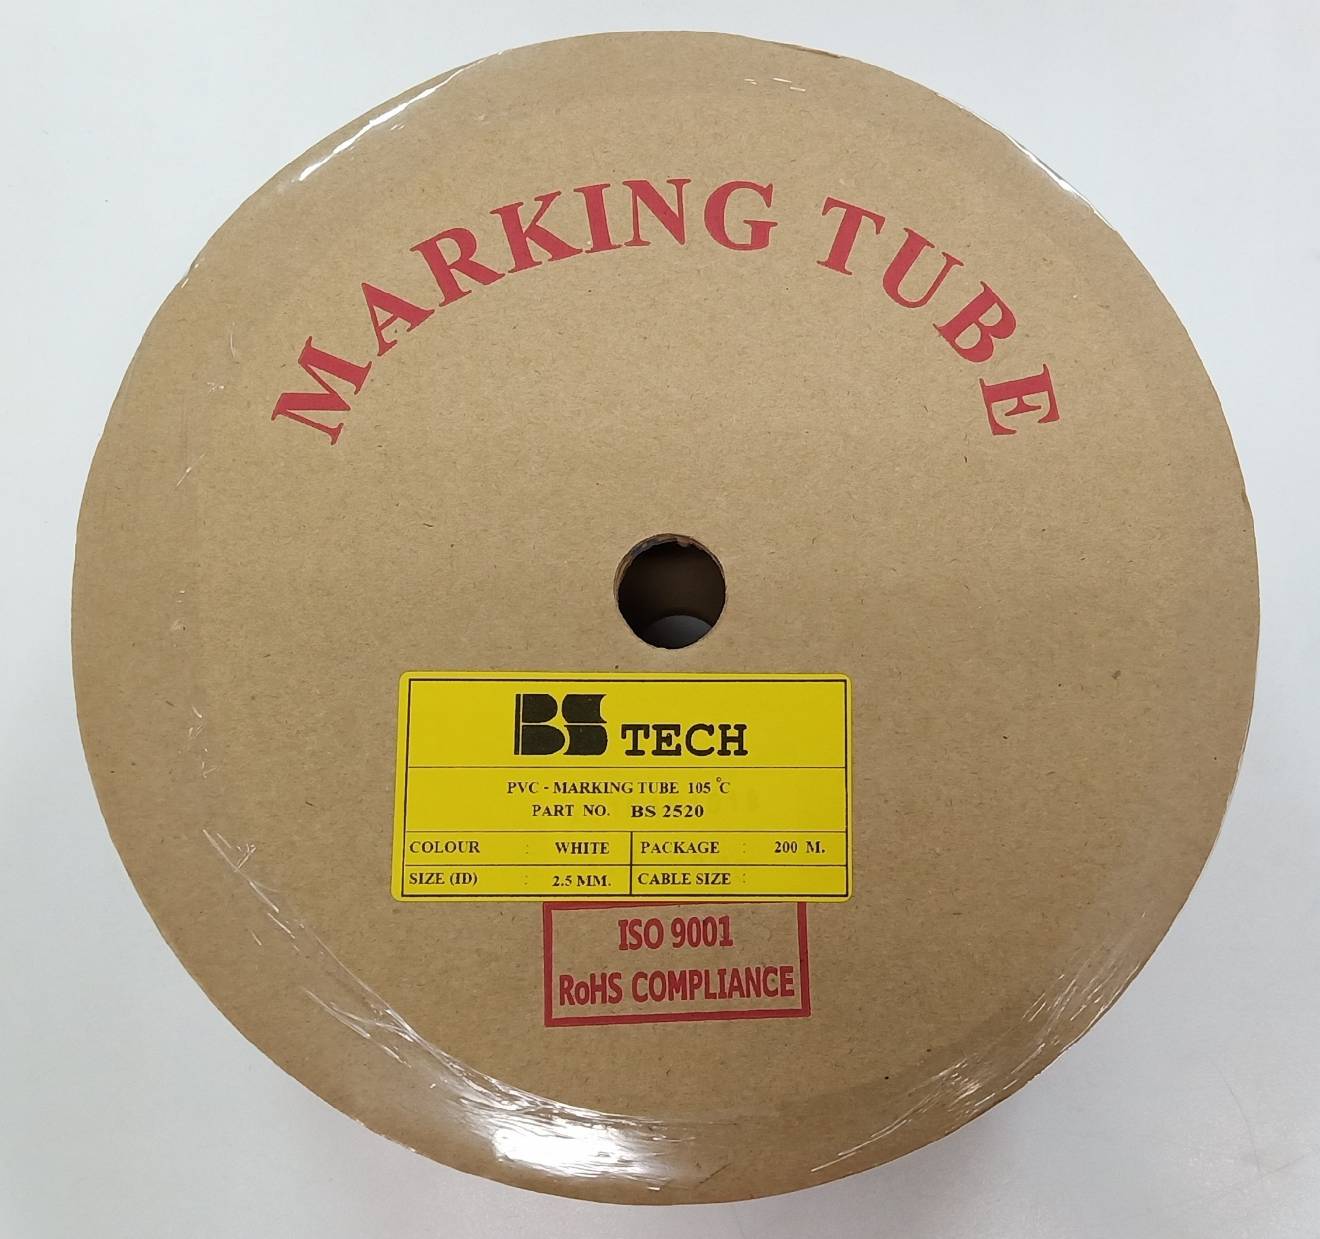 MARKING TUBE
BS TECH
PVC - MARKING TUBE 105 °C
PART NO. BS 2520
COLOUR : WHITE PACKAGE : 200 M.
SIZE (ID) : 2.5 MM. CABLE SIZE :
ISO 9001
RoHS COMPLIANCE